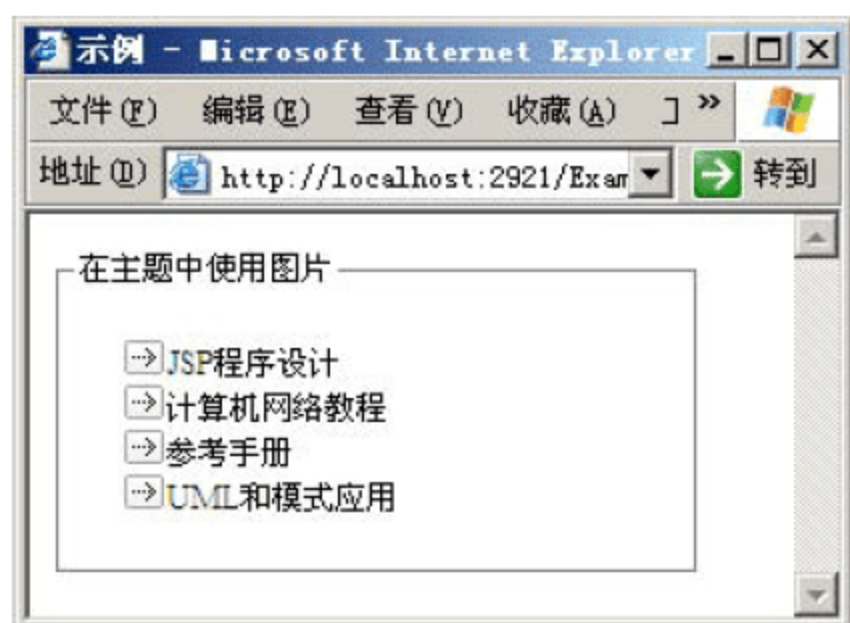 示例 - Microsoft Internet Explorer
文件(F) 编辑(E) 查看(V) 收藏(A) »
地址(D) http://localhost:2921/Exam 转到
在主题中使用图片
JSP程序设计
计算机网络教程
参考手册
UML和模式应用